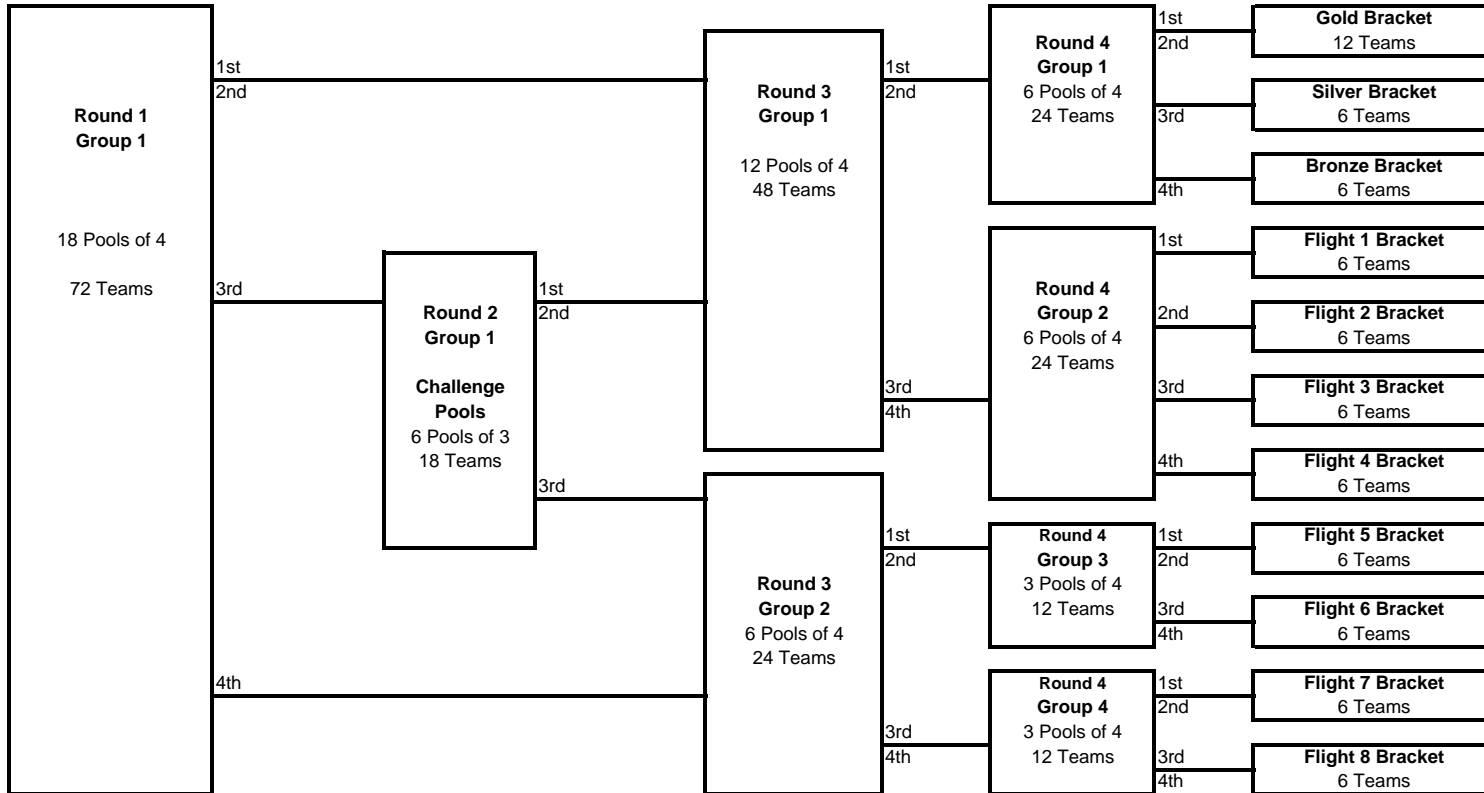 Round 1
Group 1
18 Pools of 4
72 Teams
1st
2nd
3rd
4th
Round 2
Group 1
Challenge
Pools
6 Pools of 3
18 Teams
1st
2nd
3rd
Round 3
Group 1
12 Pools of 4
48 Teams
1st
2nd
3rd
4th
Round 3
Group 2
6 Pools of 4
24 Teams
1st
2nd
3rd
4th
Round 4
Group 1
6 Pools of 4
24 Teams
1st
2nd
3rd
4th
Round 4
Group 2
6 Pools of 4
24 Teams
1st
2nd
3rd
4th
Round 4
Group 3
3 Pools of 4
12 Teams
1st
2nd
3rd
4th
Round 4
Group 4
3 Pools of 4
12 Teams
1st
2nd
3rd
4th
Gold Bracket
12 Teams
Silver Bracket
6 Teams
Bronze Bracket
6 Teams
Flight 1 Bracket
6 Teams
Flight 2 Bracket
6 Teams
Flight 3 Bracket
6 Teams
Flight 4 Bracket
6 Teams
Flight 5 Bracket
6 Teams
Flight 6 Bracket
6 Teams
Flight 7 Bracket
6 Teams
Flight 8 Bracket
6 Teams